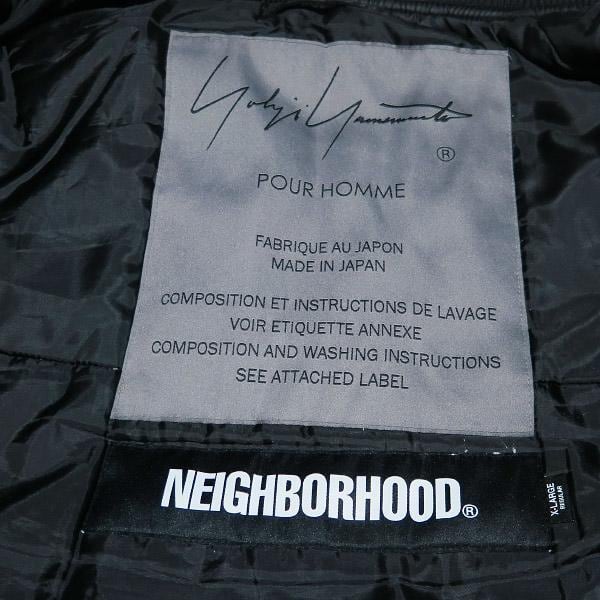 Yohji Yamamoto
®
POUR HOMME
FABRIQUE AU JAPON
MADE IN JAPAN
COMPOSITION ET INSTRUCTIONS DE LAVAGE
VOIR ETIQUETTE ANNEXE
COMPOSITION AND WASHING INSTRUCTIONS
SEE ATTACHED LABEL
NEIGHBORHOOD®
X-LARGE
REGULAR